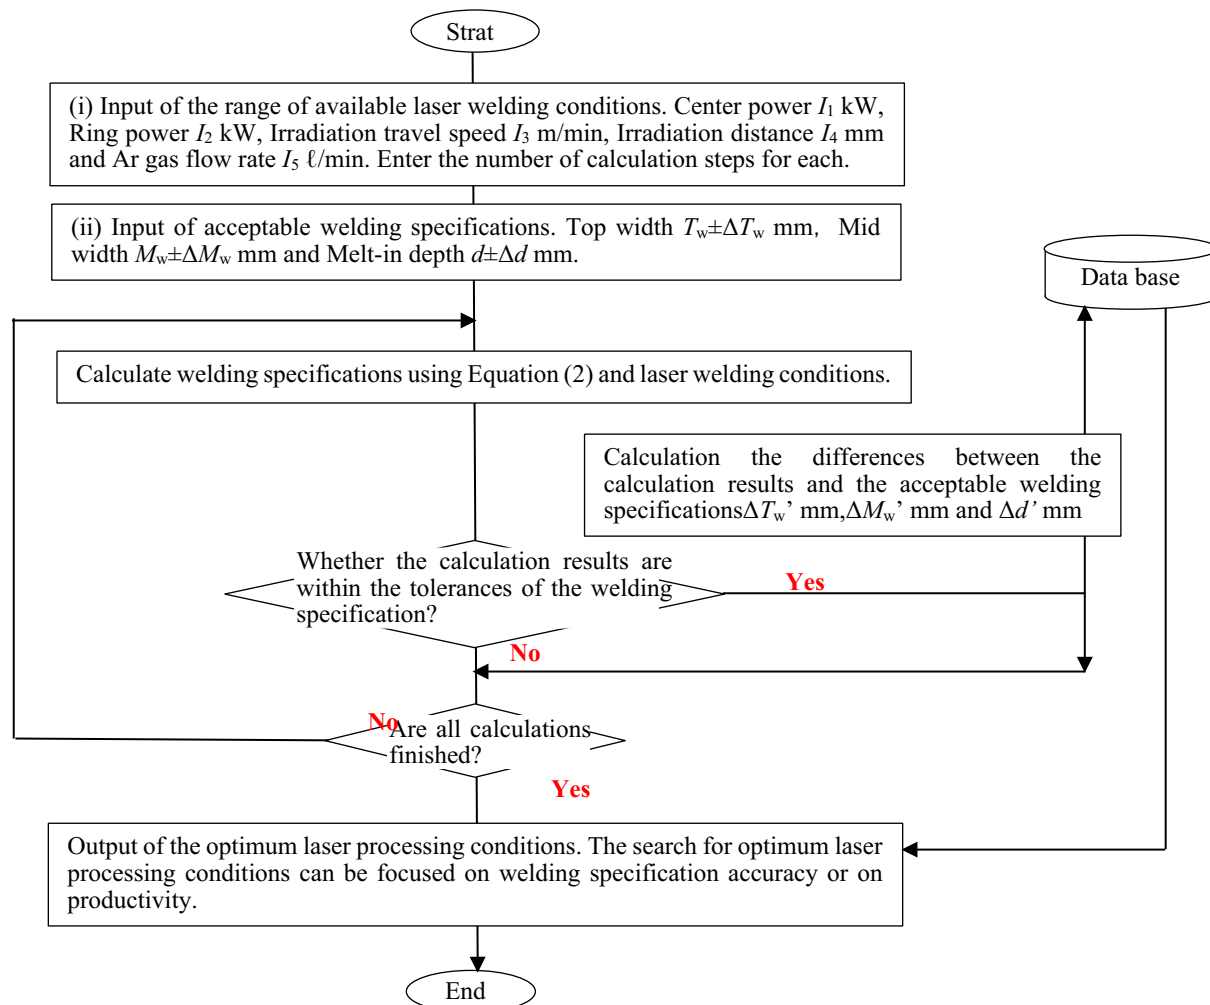 Strat
(i) Input of the range of available laser welding conditions. Center power I₁ kW,
Ring power I₂ kW, Irradiation travel speed I₃ m/min, Irradiation distance I₄ mm
and Ar gas flow rate I₅ ℓ/min. Enter the number of calculation steps for each.
(ii) Input of acceptable welding specifications. Top width T_w±ΔT_w mm, Mid
width M_w±ΔM_w mm and Melt-in depth d±Δd mm.
Data base
Calculate welding specifications using Equation (2) and laser welding conditions.
Calculation the differences between the
calculation results and the acceptable welding
specificationsΔT_w’ mm,ΔM_w’ mm and Δd’ mm
Whether the calculation results are
within the tolerances of the welding
specification?
Yes
No
No
Are all calculations
finished?
Yes
Output of the optimum laser processing conditions. The search for optimum laser
processing conditions can be focused on welding specification accuracy or on
productivity.
End